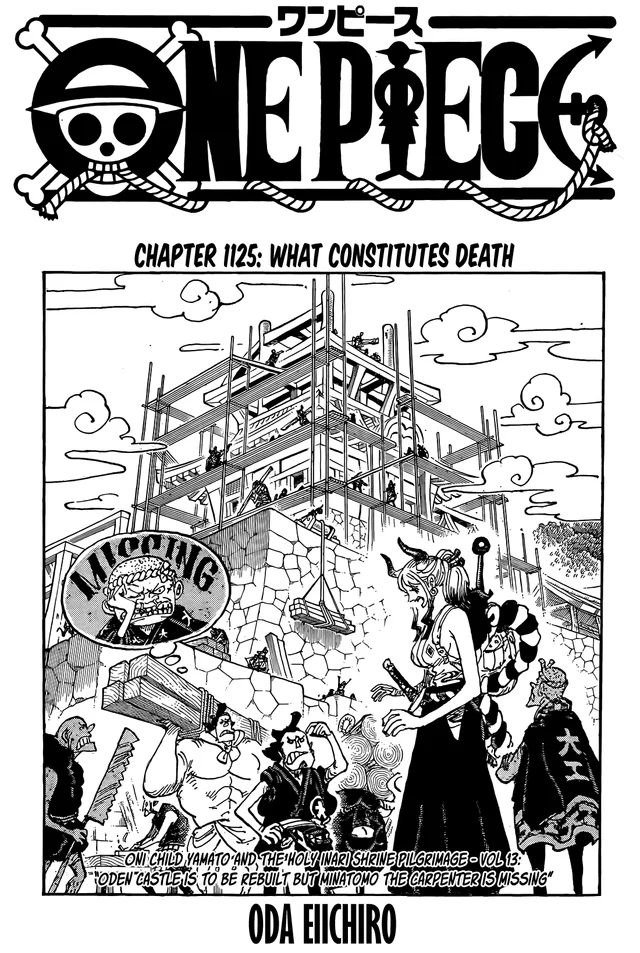 ワンピース
ONE PIECE
CHAPTER 1125: WHAT CONSTITUTES DEATH
MISSING
大工
ONI CHILD YAMATO AND THE HOLY INARI SHRINE PILGRIMAGE - VOL 13:
"ODEN CASTLE IS TO BE REBUILT BUT MINATOMO THE CARPENTER IS MISSING"
ODA EIICHIRO